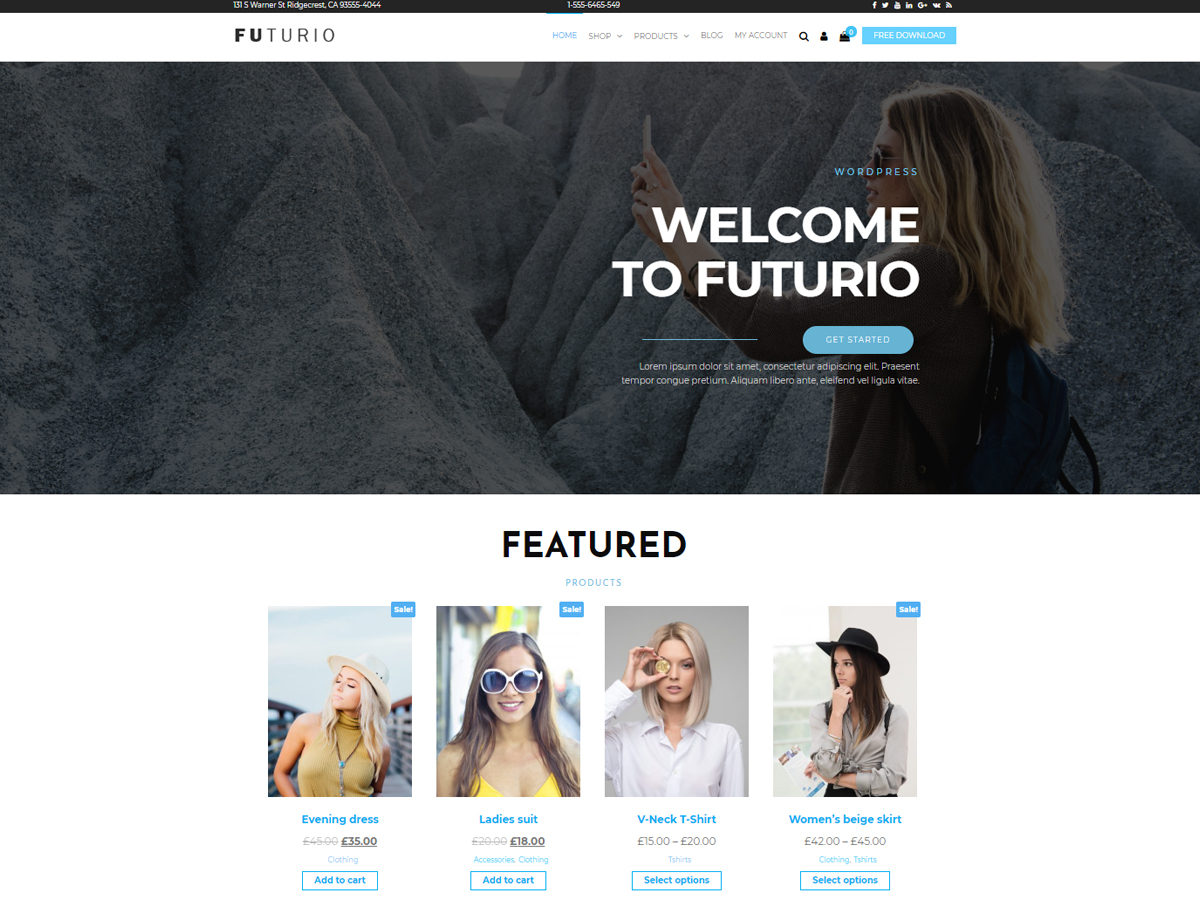 131 S Warner St Ridgecrest, CA 93555-4044
1-555-6465-549
FUTURIO
HOME SHOP PRODUCTS BLOG MY ACCOUNT 0 FREE DOWNLOAD
WORDPRESS
WELCOME
TO FUTURIO
GET STARTED
Lorem ipsum dolor sit amet, consectetur adipiscing elit. Praesent
tempor congue pretium. Aliquam libero ante, eleifend vel ligula vitae.
FEATURED
PRODUCTS
Sale!
Sale!
Sale!
Evening dress
£45.00 £35.00
Clothing
Add to cart
Ladies suit
£20.00 £18.00
Accessories, Clothing
Add to cart
V-Neck T-Shirt
£15.00 – £20.00
Tshirts
Select options
Women's beige skirt
£42.00 – £45.00
Clothing, Tshirts
Select options